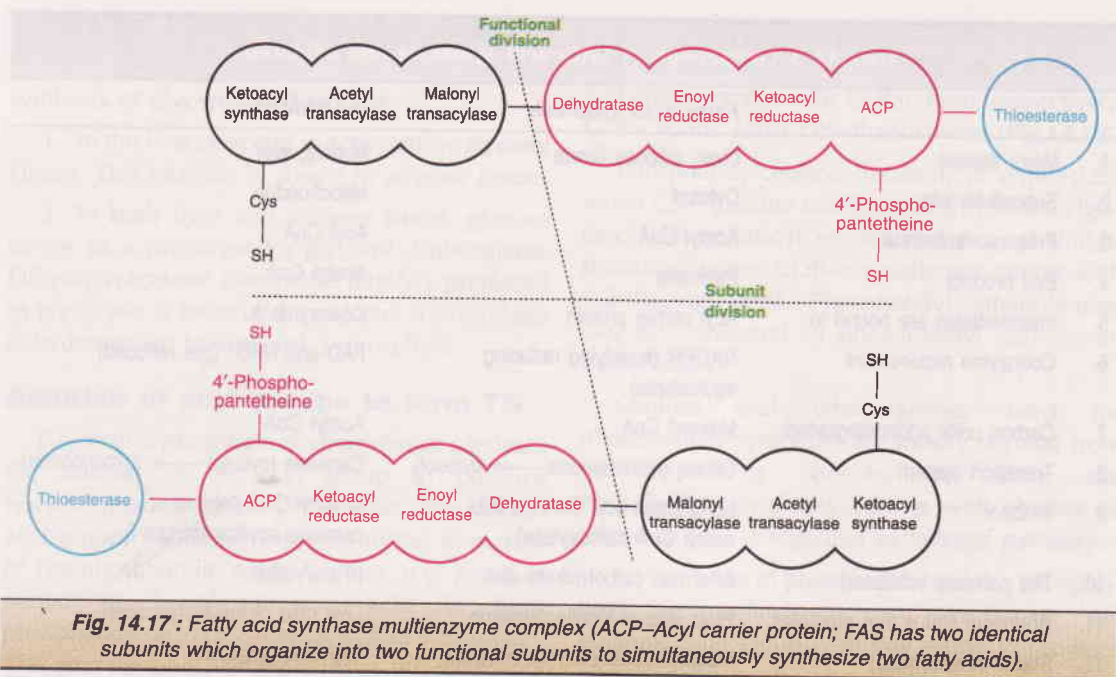 Functional
division
Ketoacyl
synthase
Acetyl
transacylase
Malonyl
transacylase
Dehydratase
Enoyl
reductase
Ketoacyl
reductase
ACP
Thioesterase
Cys
SH
4'-Phospho-
pantetheine
SH
Subunit
division
SH
4'-Phospho-
pantetheine
SH
Cys
Thioesterase
ACP
Ketoacyl
reductase
Enoyl
reductase
Dehydratase
Malonyl
transacylase
Acetyl
transacylase
Ketoacyl
synthase
Fig. 14.17 : Fatty acid synthase multienzyme complex (ACP–Acyl carrier protein; FAS has two identical
subunits which organize into two functional subunits to simultaneously synthesize two fatty acids).